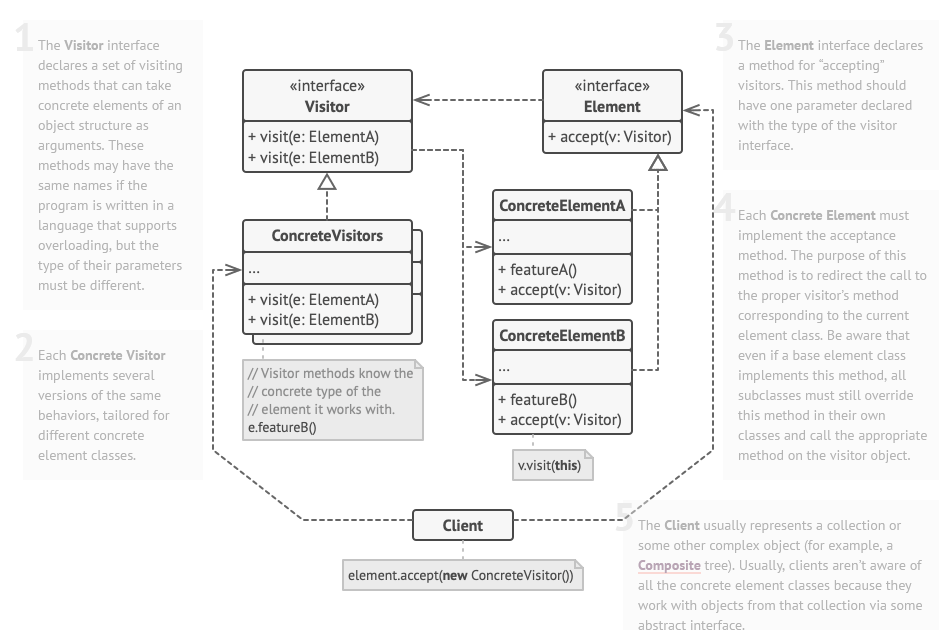 1
The Visitor interface
declares a set of visiting
methods that can take
concrete elements of an
object structure as
arguments. These
methods may have the
same names if the
program is written in a
language that supports
overloading, but the
type of their parameters
must be different.
2
Each Concrete Visitor
implements several
versions of the same
behaviors, tailored for
different concrete
element classes.
«interface»
Visitor
+ visit(e: ElementA)
+ visit(e: ElementB)
ConcreteVisitors
...
+ visit(e: ElementA)
+ visit(e: ElementB)
// Visitor methods know the
// concrete type of the
// element it works with.
e.featureB()
«interface»
Element
+ accept(v: Visitor)
ConcreteElementA
...
+ featureA()
+ accept(v: Visitor)
ConcreteElementB
...
+ featureB()
+ accept(v: Visitor)
v.visit(this)
Client
element.accept(new ConcreteVisitor())
3
The Element interface declares
a method for “accepting”
visitors. This method should
have one parameter declared
with the type of the visitor
interface.
4
Each Concrete Element must
implement the acceptance
method. The purpose of this
method is to redirect the call to
the proper visitor’s method
corresponding to the current
element class. Be aware that
even if a base element class
implements this method, all
subclasses must still override
this method in their own
classes and call the appropriate
method on the visitor object.
5
The Client usually represents a collection or
some other complex object (for example, a
Composite tree). Usually, clients aren’t aware of
all the concrete element classes because they
work with objects from that collection via some
abstract interface.